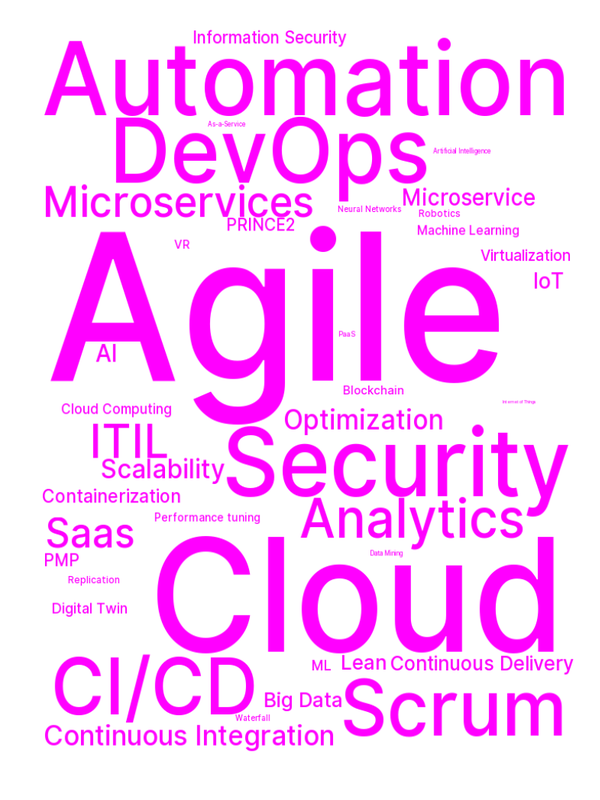 Information Security
Automation
As-a-Service
DevOps
Artificial Intelligence
Microservices
Microservice
Neural Networks
Robotics
PRINCE2
Machine Learning
VR
Virtualization
Agile
IoT
PaaS
AI
Blockchain
Internet of Things
Cloud Computing
Optimization
ITIL
Security
Scalability
Containerization
Analytics
Performance tuning
Saas
Data Mining
PMP
Cloud
Replication
Digital Twin
ML
Lean
Continuous Delivery
CI/CD
Big Data
Scrum
Waterfall
Continuous Integration